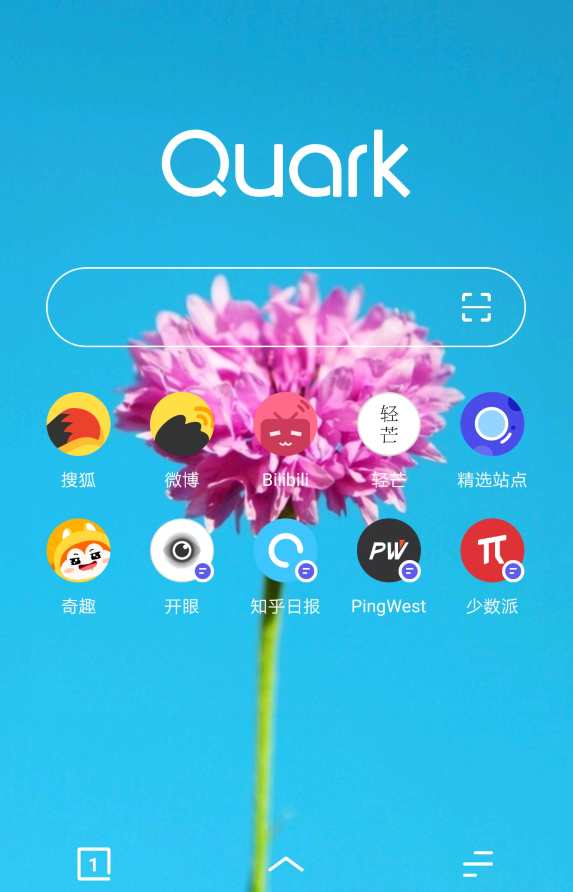 Quark
轻
芒
搜狐
微博
Bilibili
轻芒
精选站点
PW
奇趣
开眼
知乎日报
PingWest
少数派
1